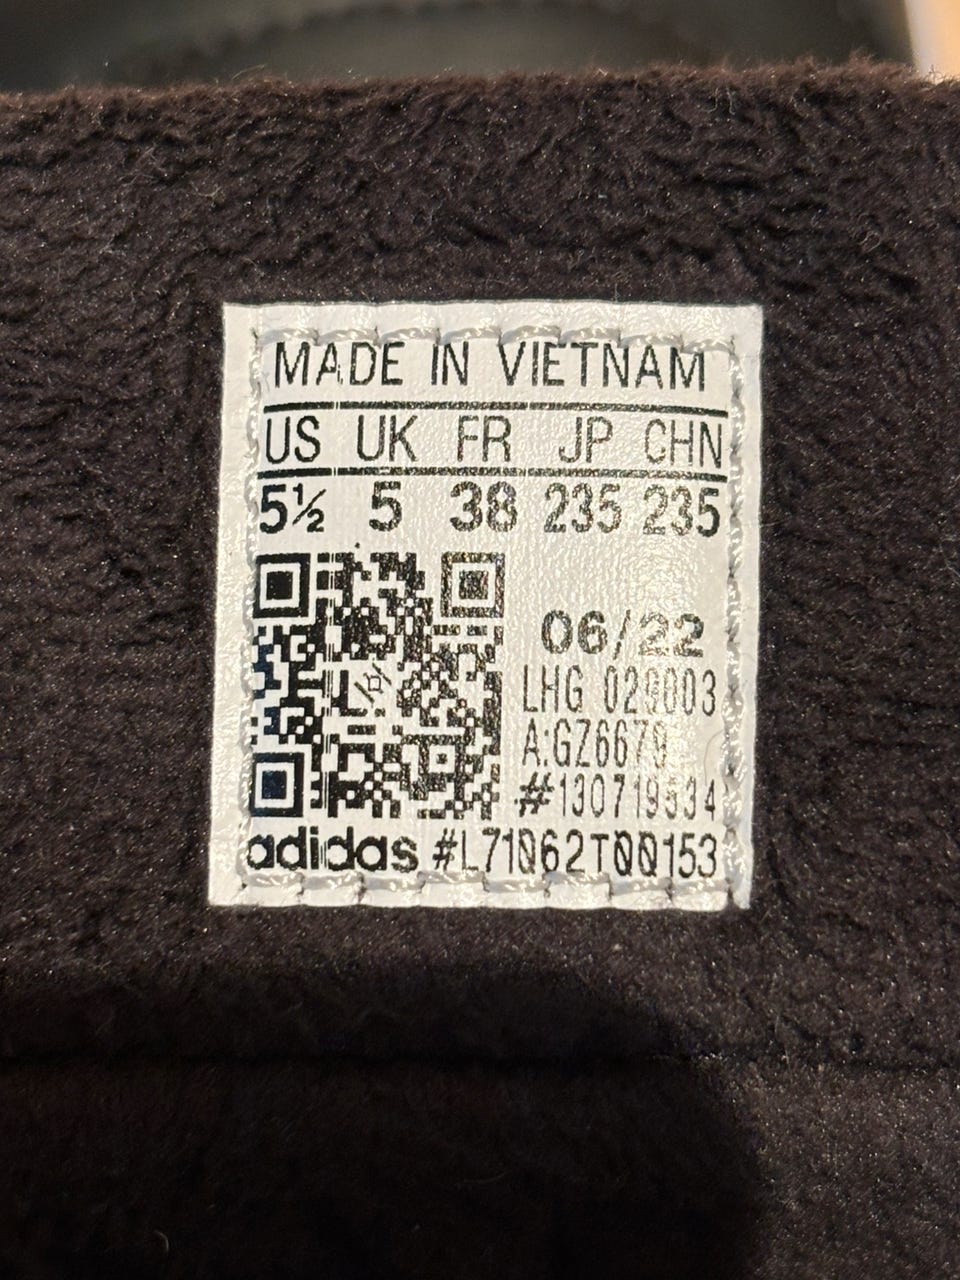 MADE IN VIETNAM
US UK FR JP CHN
5½ 5 38 235 235
06/22
LHG 029003
A:GZ6679
#130719534
adidas #L71062T00153